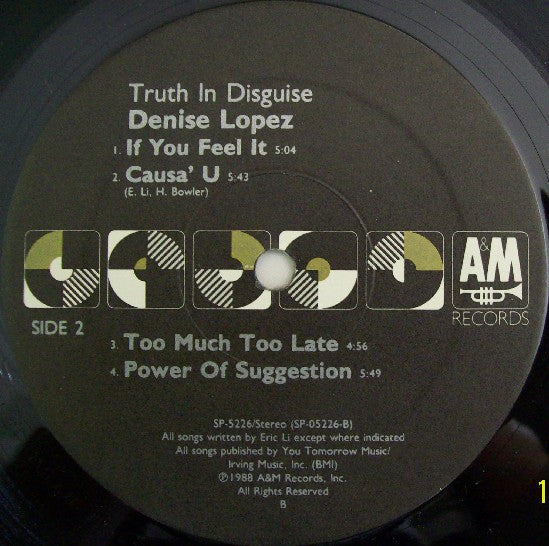 Truth In Disguise
Denise Lopez
1. If You Feel It 5:04
2. Causa' U 5:43
(E. Li, H. Bowler)
A&M
RECORDS
SIDE 2
3. Too Much Too Late 4:56
4. Power Of Suggestion 5:49
SP-5226/Stereo (SP-05226-B)
All songs written by Eric Li except where indicated
All songs published by You Tomorrow Music/
Irving Music, Inc. (BMI)
℗1988 A&M Records, Inc.
All Rights Reserved
B
1